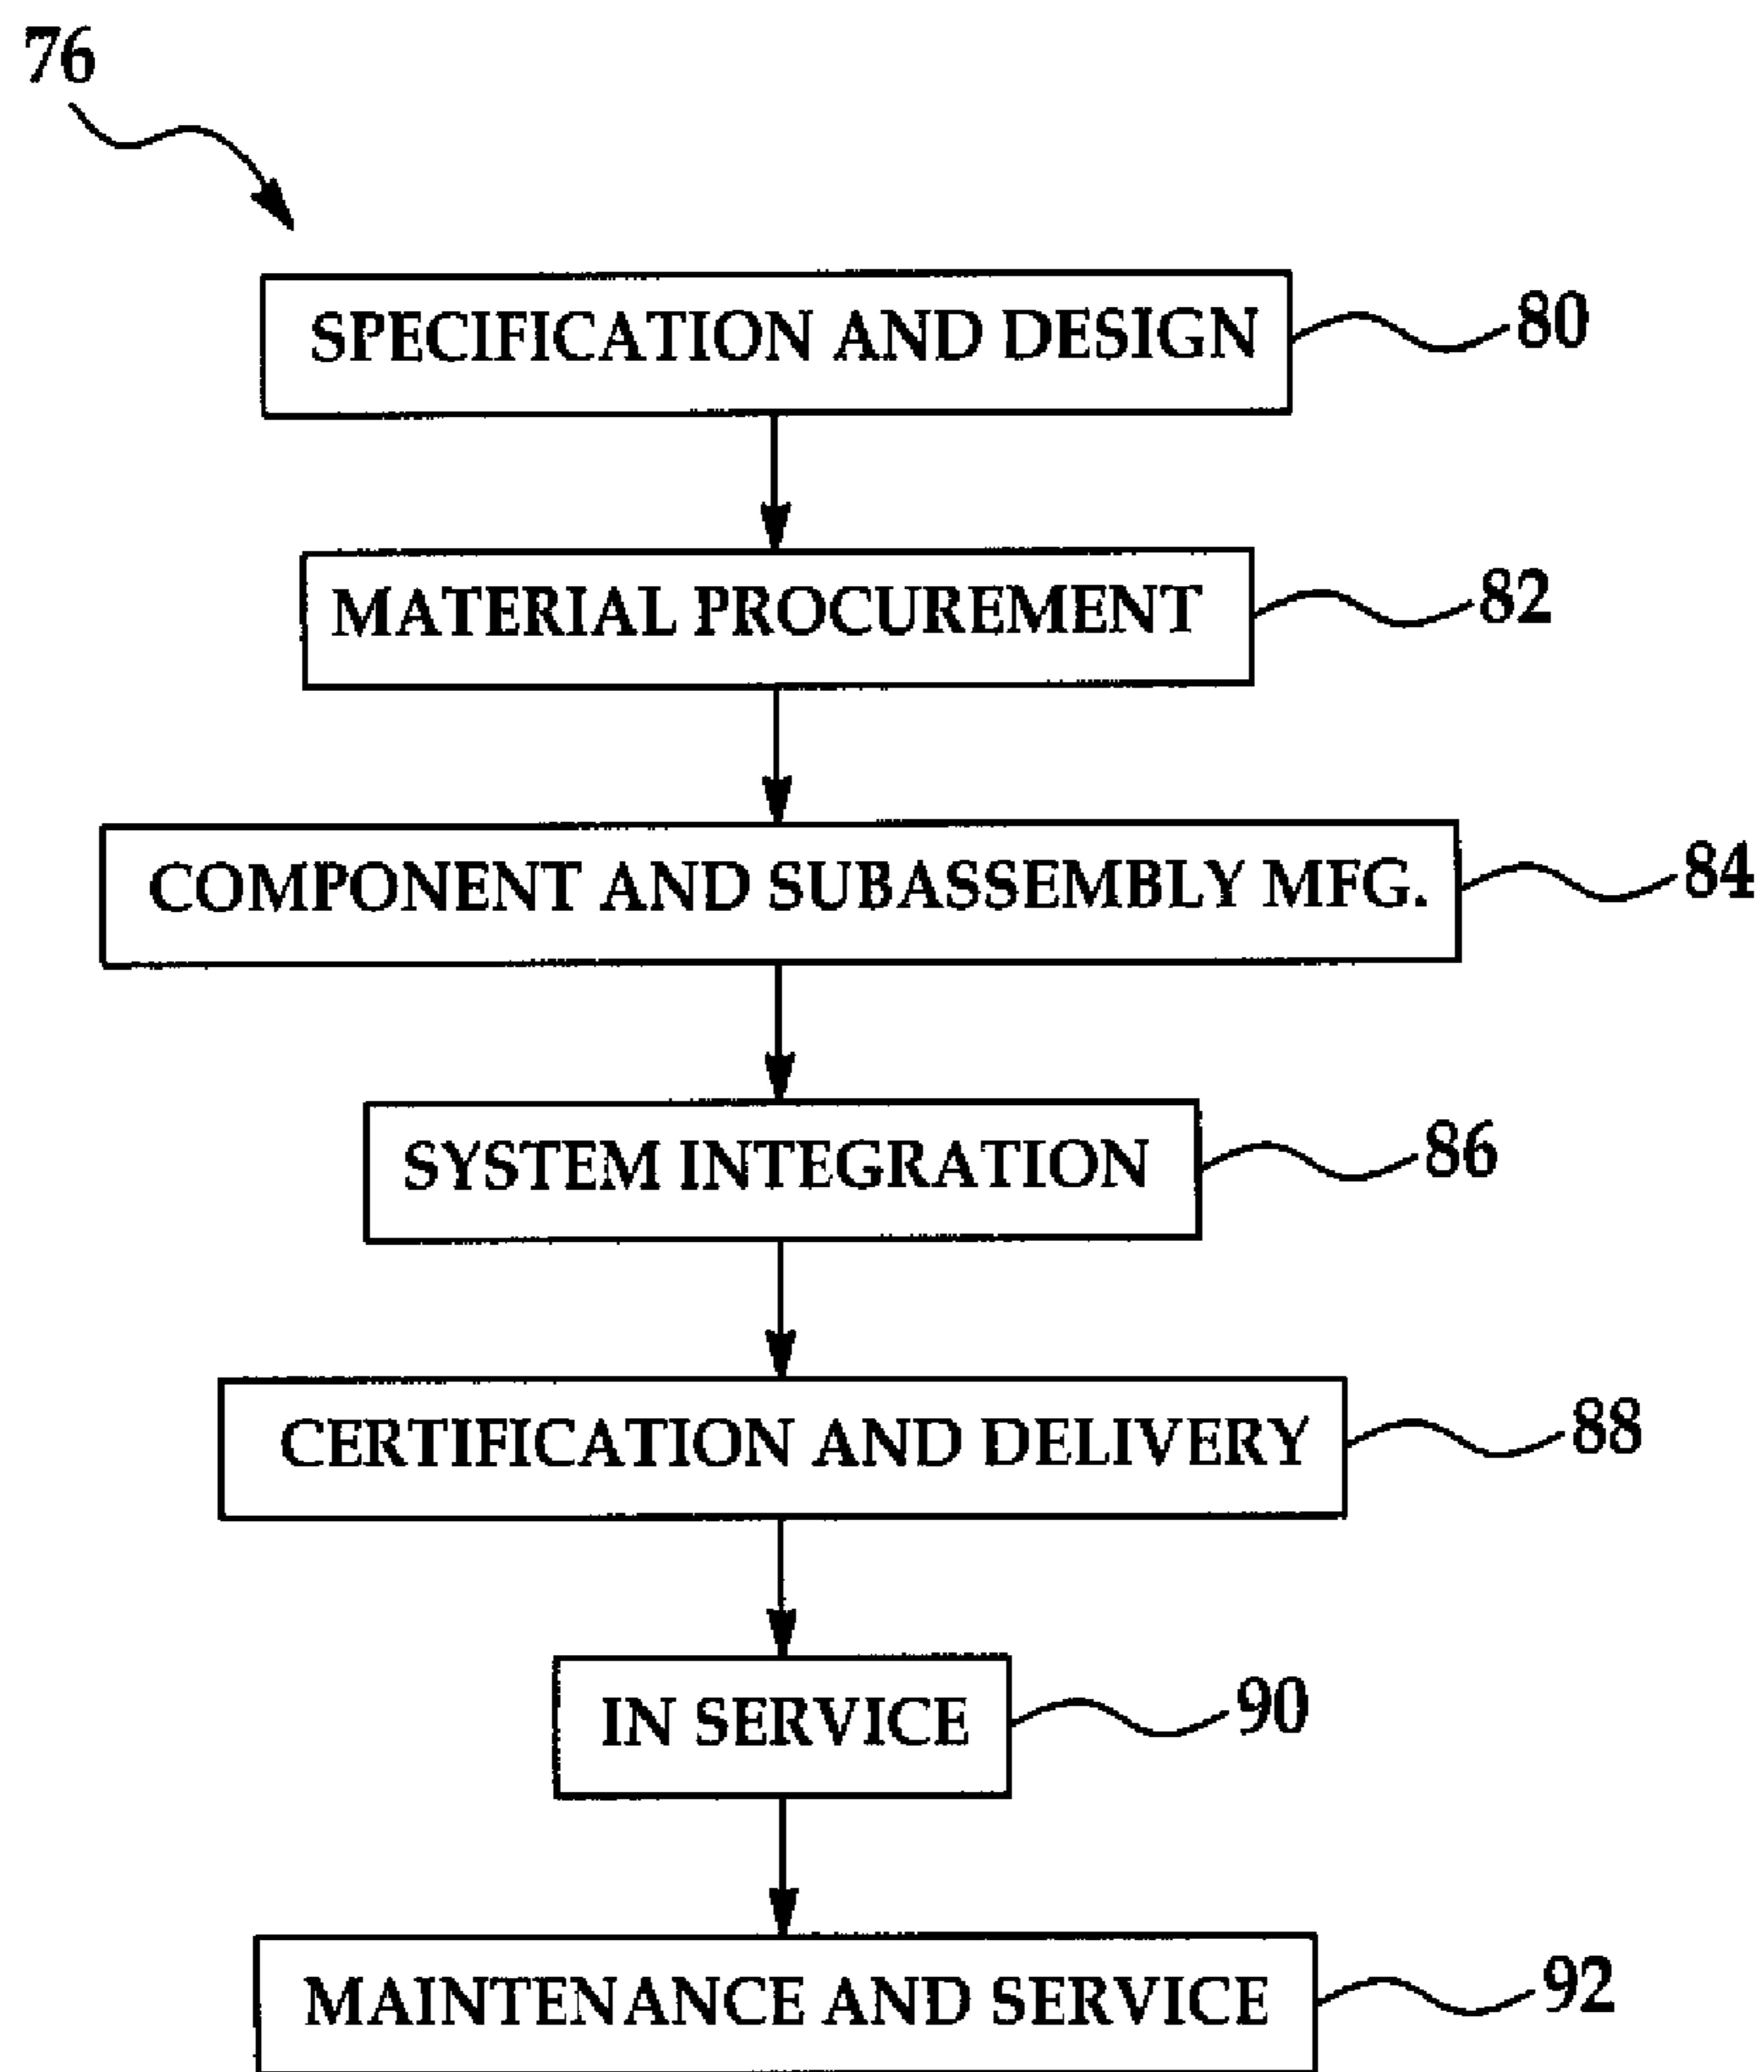 76
SPECIFICATION AND DESIGN 80
MATERIAL PROCUREMENT 82
COMPONENT AND SUBASSEMBLY MFG. 84
SYSTEM INTEGRATION 86
CERTIFICATION AND DELIVERY 88
IN SERVICE 90
MAINTENANCE AND SERVICE 92